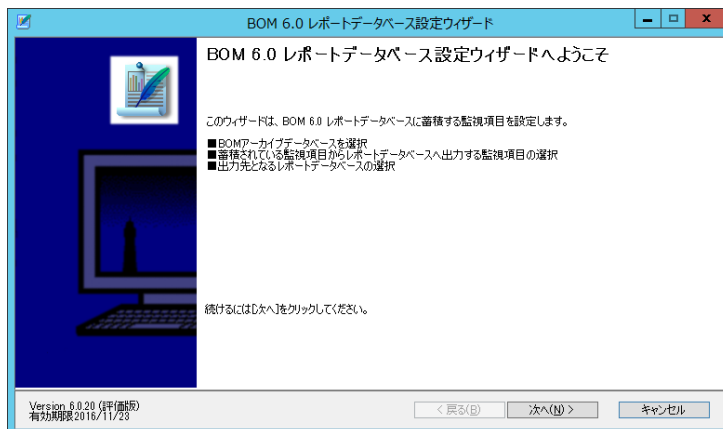 BOM 6.0 レポートデータベース設定ウィザード
BOM 6.0 レポートデータベース設定ウィザードへようこそ
このウィザードは、BOM 6.0 レポートデータベースに蓄積する監視項目を設定します。
■BOMアーカイブデータベースを選択
■蓄積されている監視項目からレポートデータベースへ出力する監視項目の選択
■出力先となるレポートデータベースの選択
続けるには[次へ]をクリックしてください。
Version 6.0.20 (評価版)
有効期限2016/11/23
< 戻る(B)
次へ(N) >
キャンセル